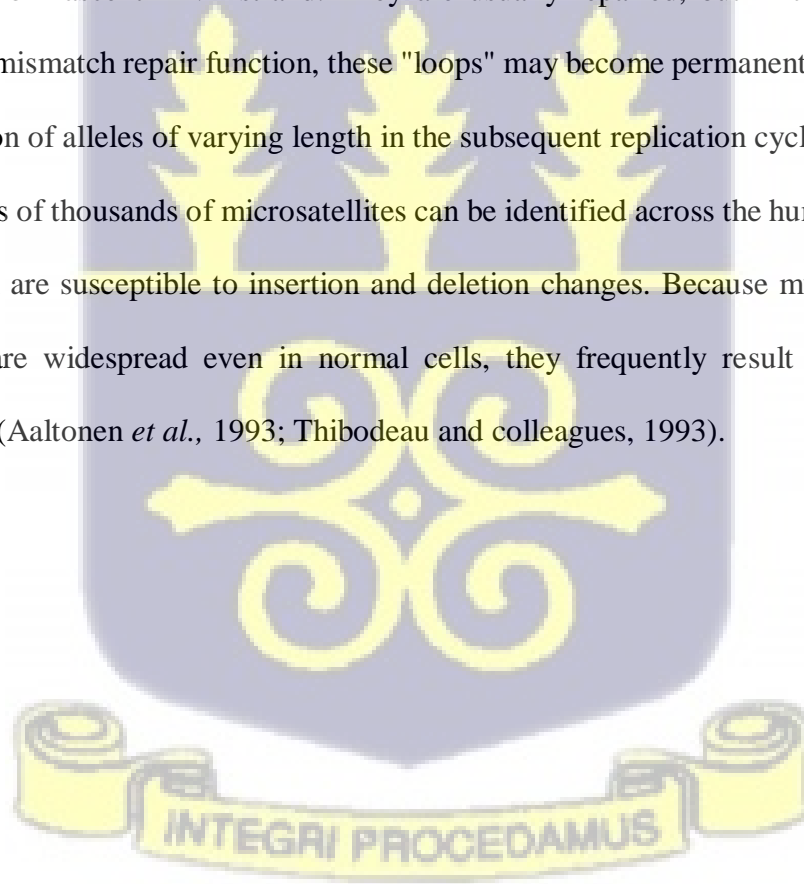 mismatch repair function, these "loops" may become permanent
on of alleles of varying length in the subsequent replication cycl
s of thousands of microsatellites can be identified across the hu
are susceptible to insertion and deletion changes. Because m
are widespread even in normal cells, they frequently result
(Aaltonen et al., 1993; Thibodeau and colleagues, 1993).
INTEGRI PROCEDAMUS